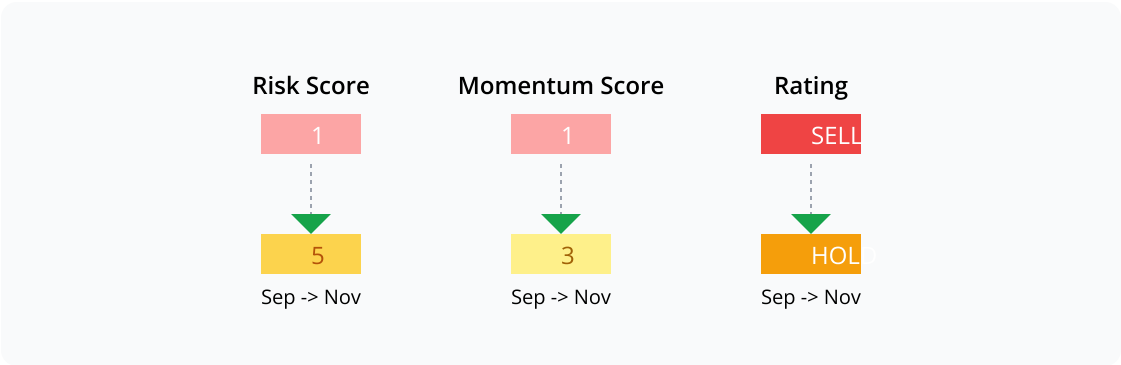 Risk Score
1
5
Sep -> Nov
Momentum Score
1
3
Sep -> Nov
Rating
SELL
HOLD
Sep -> Nov